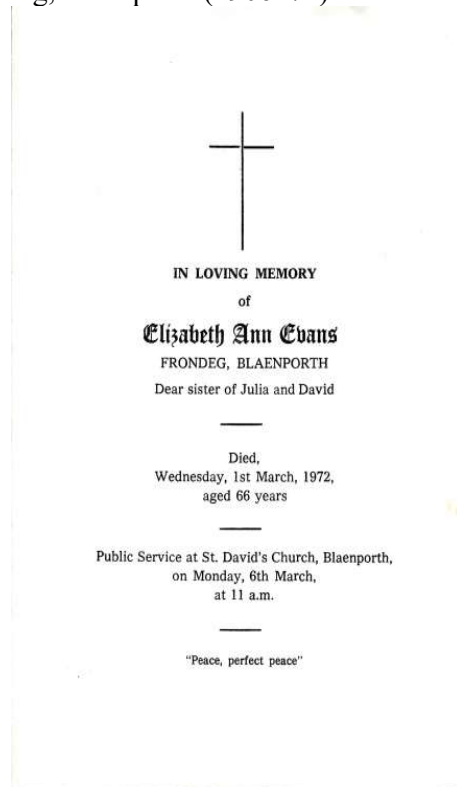 IN LOVING MEMORY
of
Elizabeth Ann Evans
FRONDEG, BLAENPORTH
Dear sister of Julia and David
Died,
Wednesday, 1st March, 1972,
aged 66 years
Public Service at St. David's Church, Blaenporth,
on Monday, 6th March,
at 11 a.m.
"Peace, perfect peace"